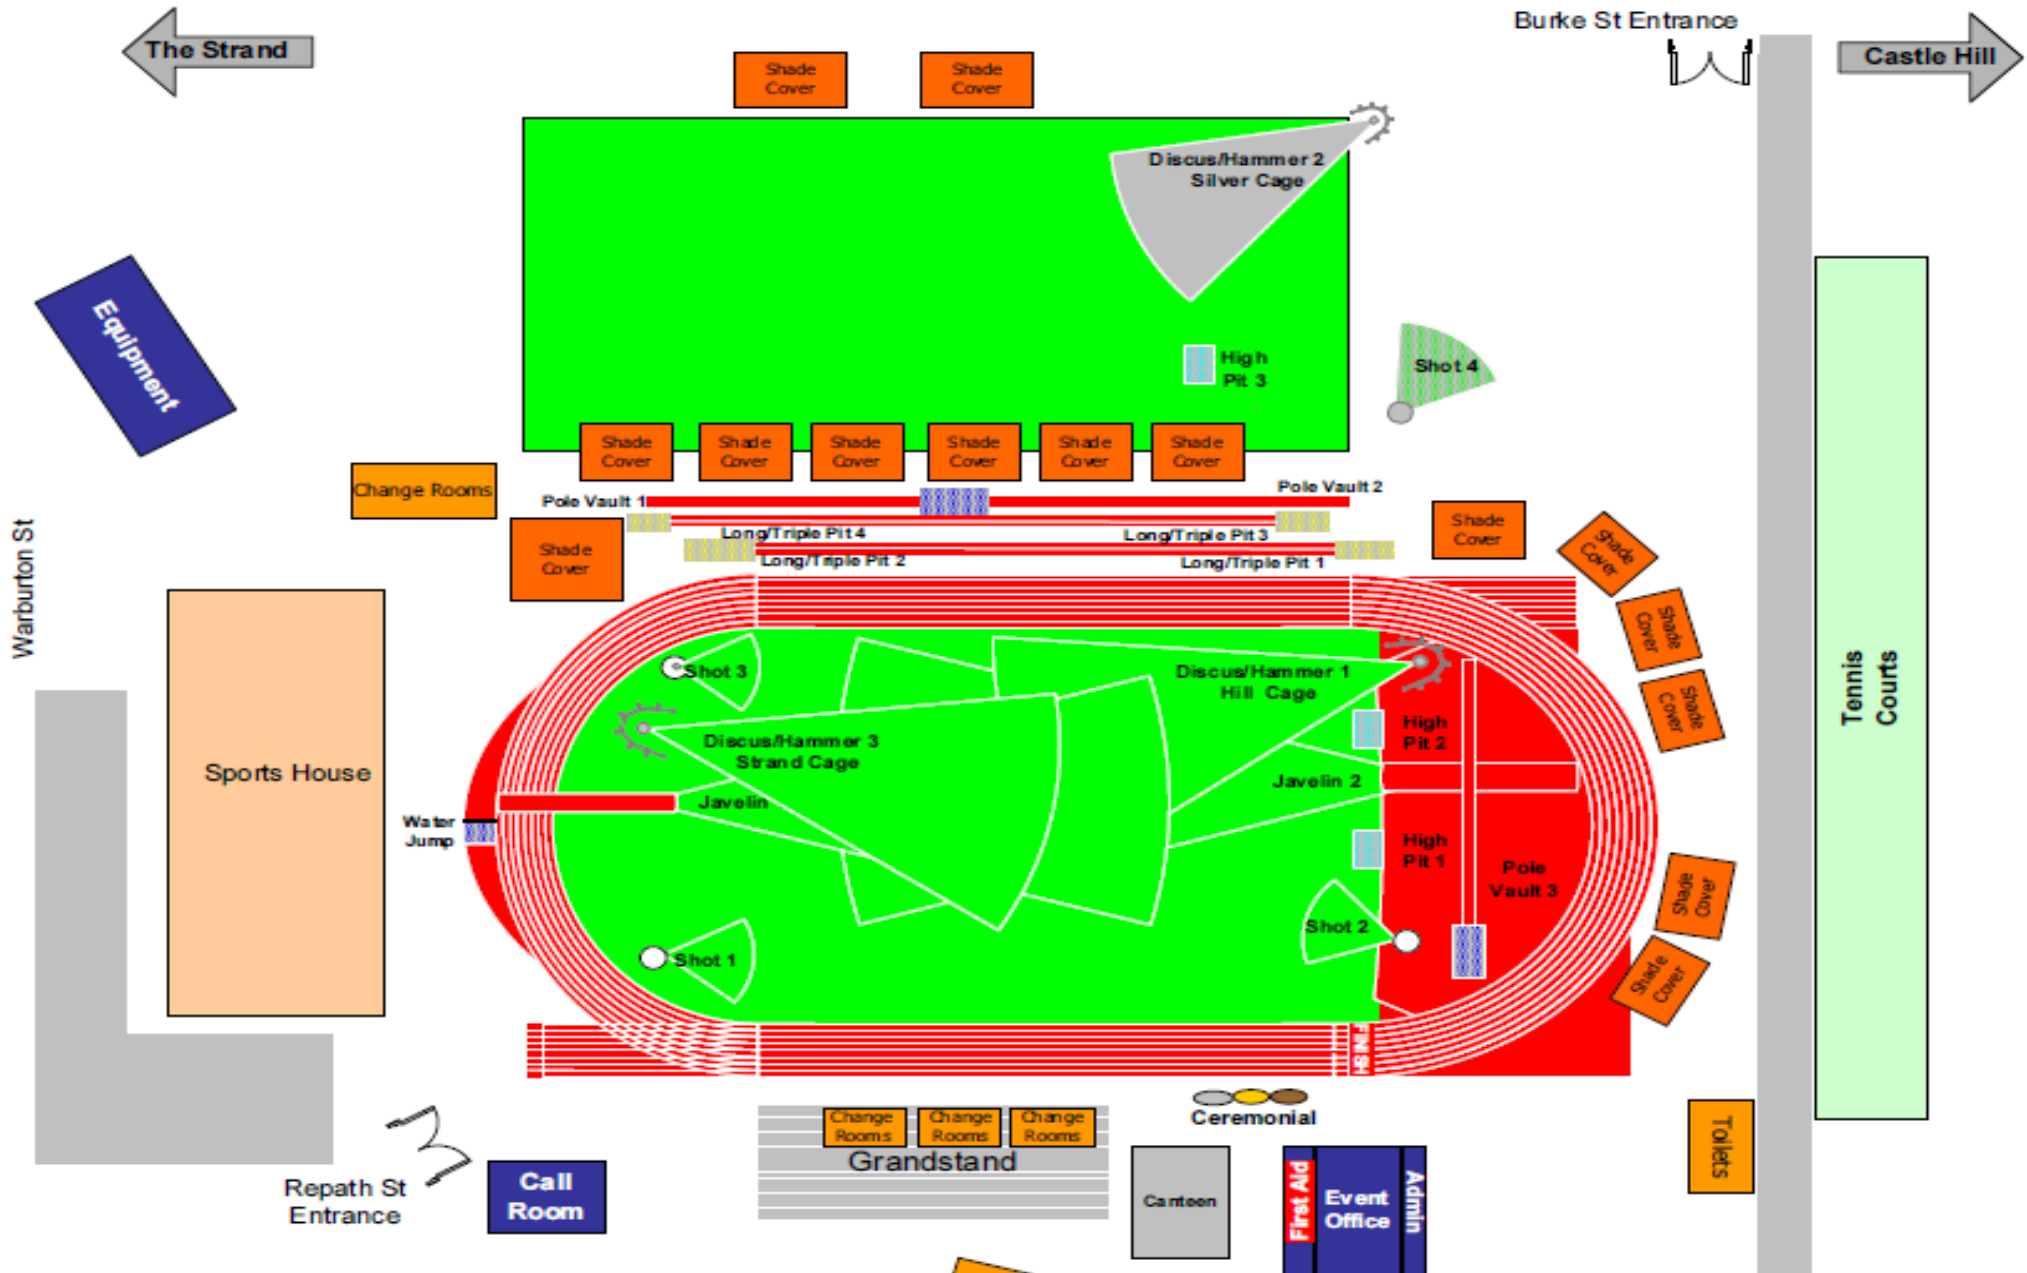 Burke St Entrance
The Strand
Castle Hill
Shade
Cover
Shade
Cover
Discus/Hammer 2
Silver Cage
Equipment
High
Pit 3
Shot 4
Shade
Cover
Shade
Cover
Shade
Cover
Shade
Cover
Shade
Cover
Shade
Cover
Change Rooms
Pole Vault 1
Pole Vault 2
Shade
Cover
Shade
Cover
Shade
Cover
Long/Triple Pit 4
Long/Triple Pit 3
Long/Triple Pit 2
Long/Triple Pit 1
Warburton St
Shade
Cover
Shade
Cover
Shot 3
Discus/Hammer 1
Hill Cage
Tennis
Courts
High
Pit 2
Discus/Hammer 3
Strand Cage
Sports House
Javelin 2
Javelin
Water
Jump
High
Pit 1
Pole
Vault 3
Shade
Cover
Shot 2
Shot 1
Shade
Cover
FINISH
Ceremonial
Change
Rooms
Change
Rooms
Change
Rooms
Grandstand
Toilets
Repath St
Entrance
Call
Room
Canteen
First Aid
Event
Office
Admin